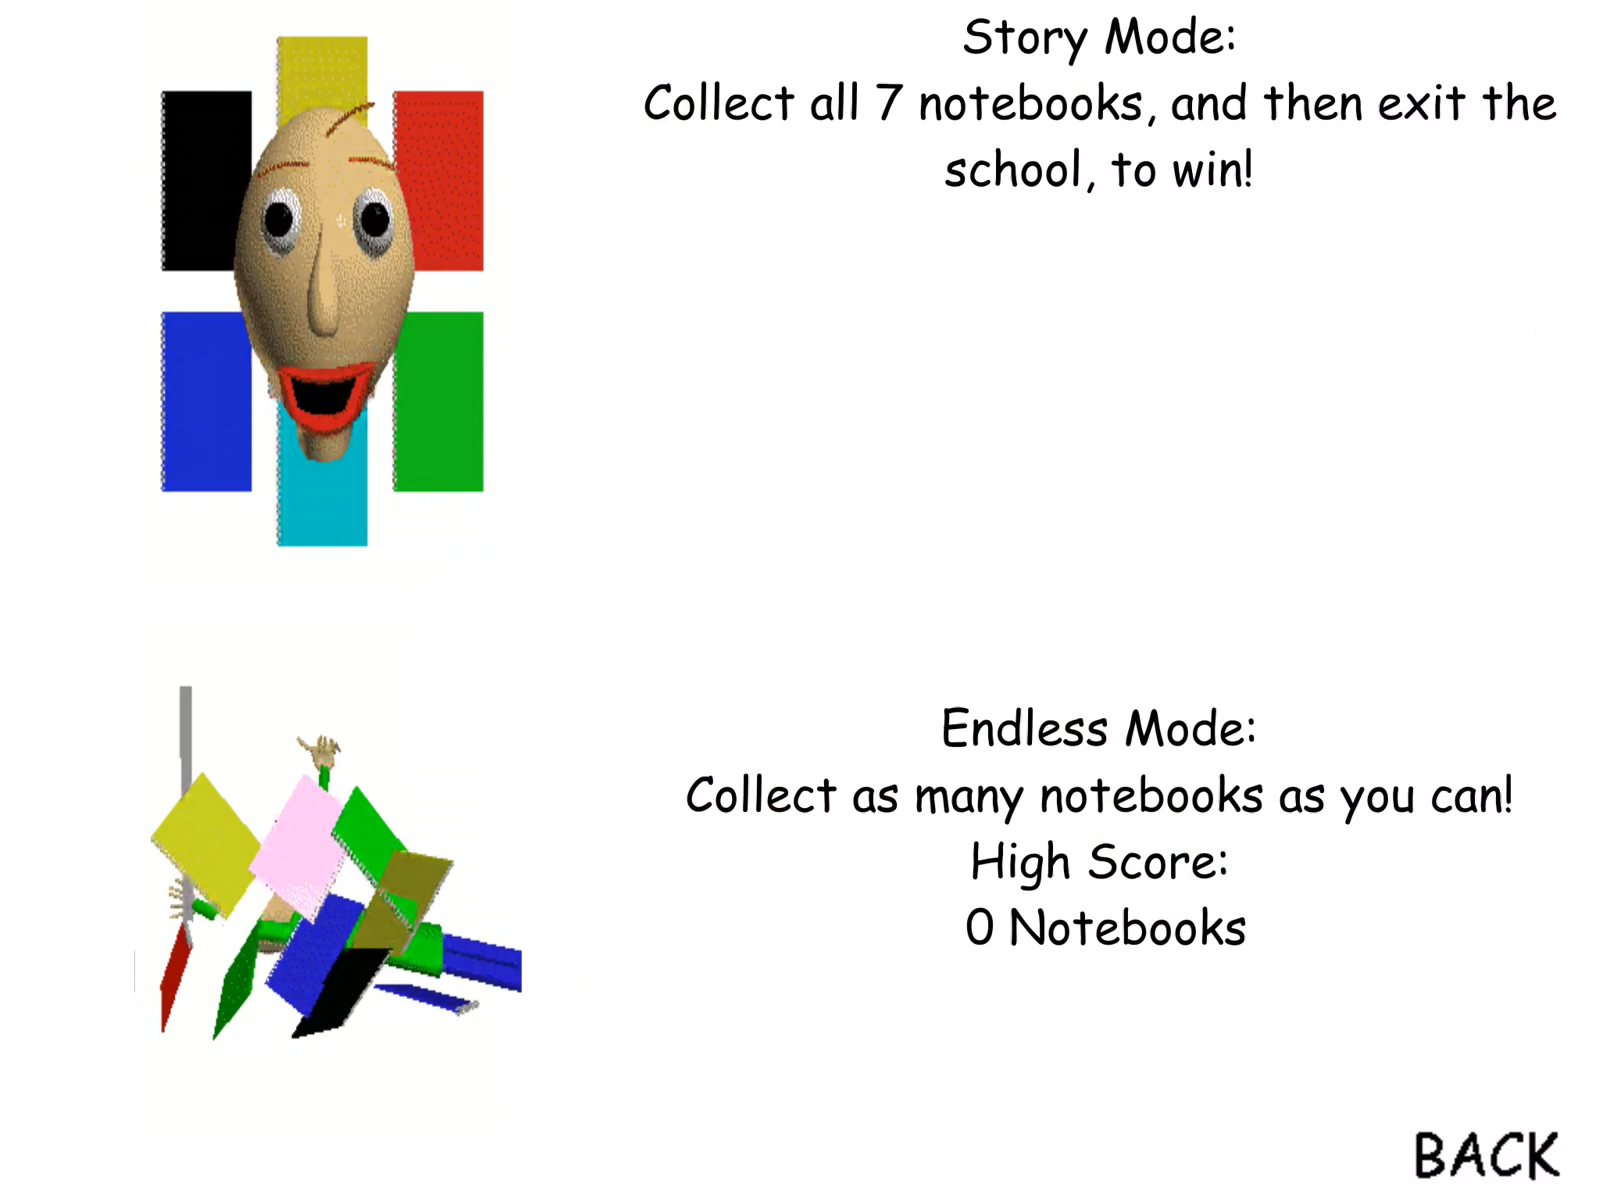 Story Mode:
Collect all 7 notebooks, and then exit the
school, to win!
Endless Mode:
Collect as many notebooks as you can!
High Score:
0 Notebooks
BACK